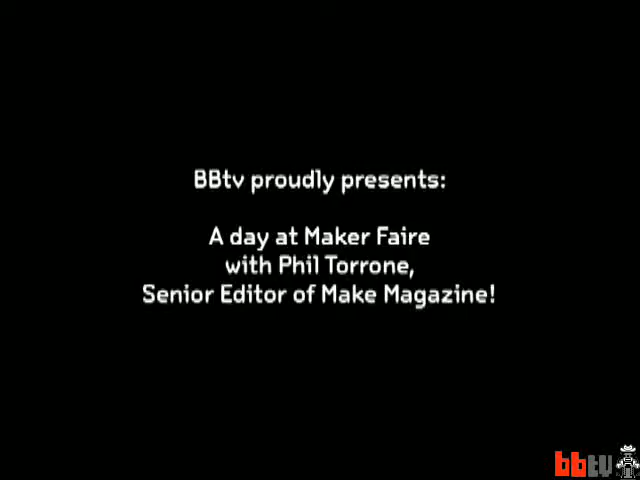 BBtv proudly presents:
A day at Maker Faire
with Phil Torrone,
Senior Editor of Make Magazine!
bbtv